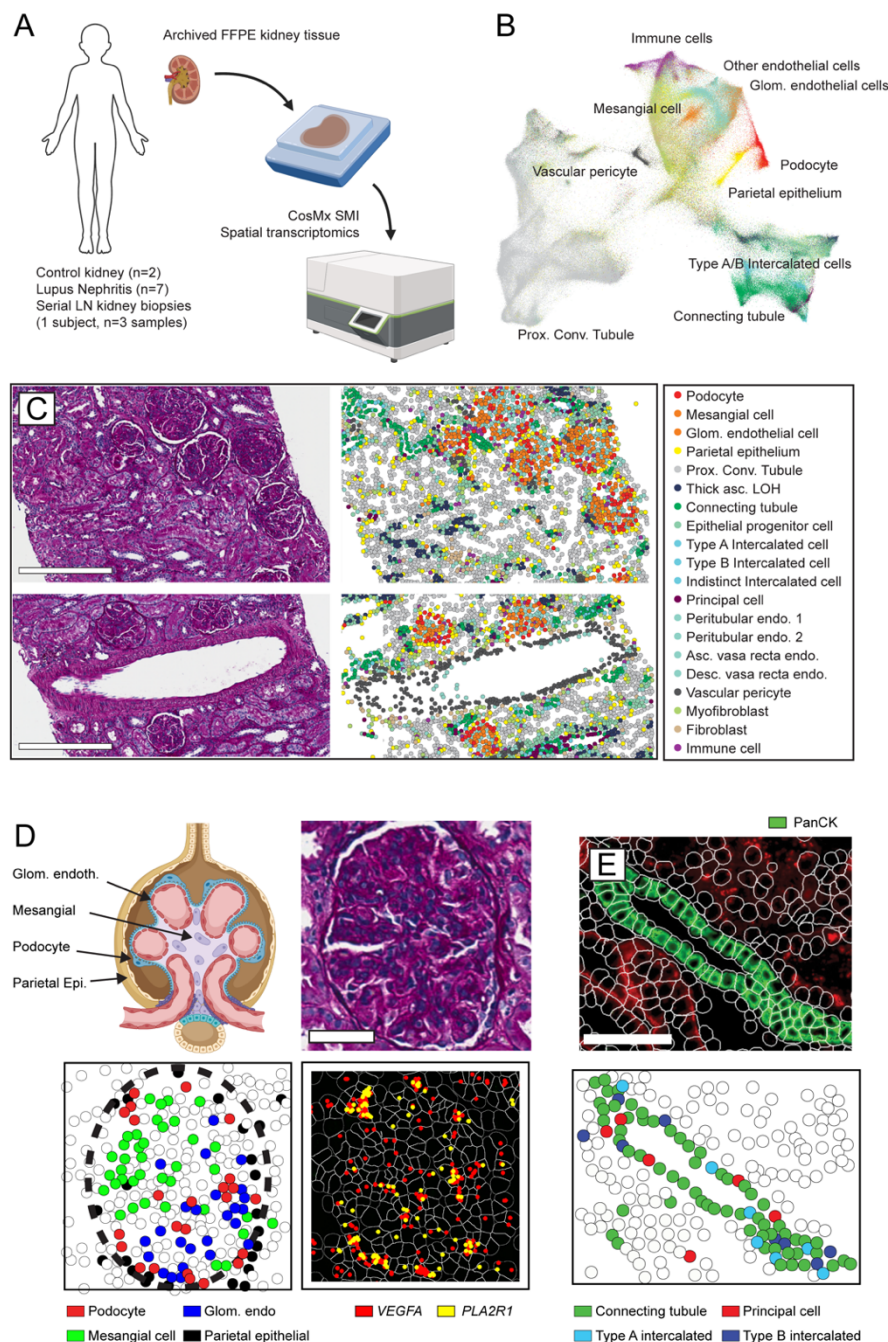 A
Archived FFPE kidney tissue
CosMx SMI
Spatial transcriptomics
Control kidney (n=2)
Lupus Nephritis (n=7)
Serial LN kidney biopsies
(1 subject, n=3 samples)
B
Immune cells
Other endothelial cells
Glom. endothelial cells
Mesangial cell
Vascular pericyte
Podocyte
Parietal epithelium
Type A/B Intercalated cells
Connecting tubule
Prox. Conv. Tubule
C
Podocyte
Mesangial cell
Glom. endothelial cell
Parietal epithelium
Prox. Conv. Tubule
Thick asc. LOH
Connecting tubule
Epithelial progenitor cell
Type A Intercalated cell
Type B Intercalated cell
Indistinct Intercalated cell
Principal cell
Peritubular endo. 1
Peritubular endo. 2
Asc. vasa recta endo.
Desc. vasa recta endo.
Vascular pericyte
Myofibroblast
Fibroblast
Immune cell
D
Glom. endoth.
Mesangial
Podocyte
Parietal Epi.
Podocyte
Glom. endo
Mesangial cell
Parietal epithelial
VEGFA
PLA2R1
PanCK
E
Connecting tubule
Principal cell
Type A intercalated
Type B intercalated